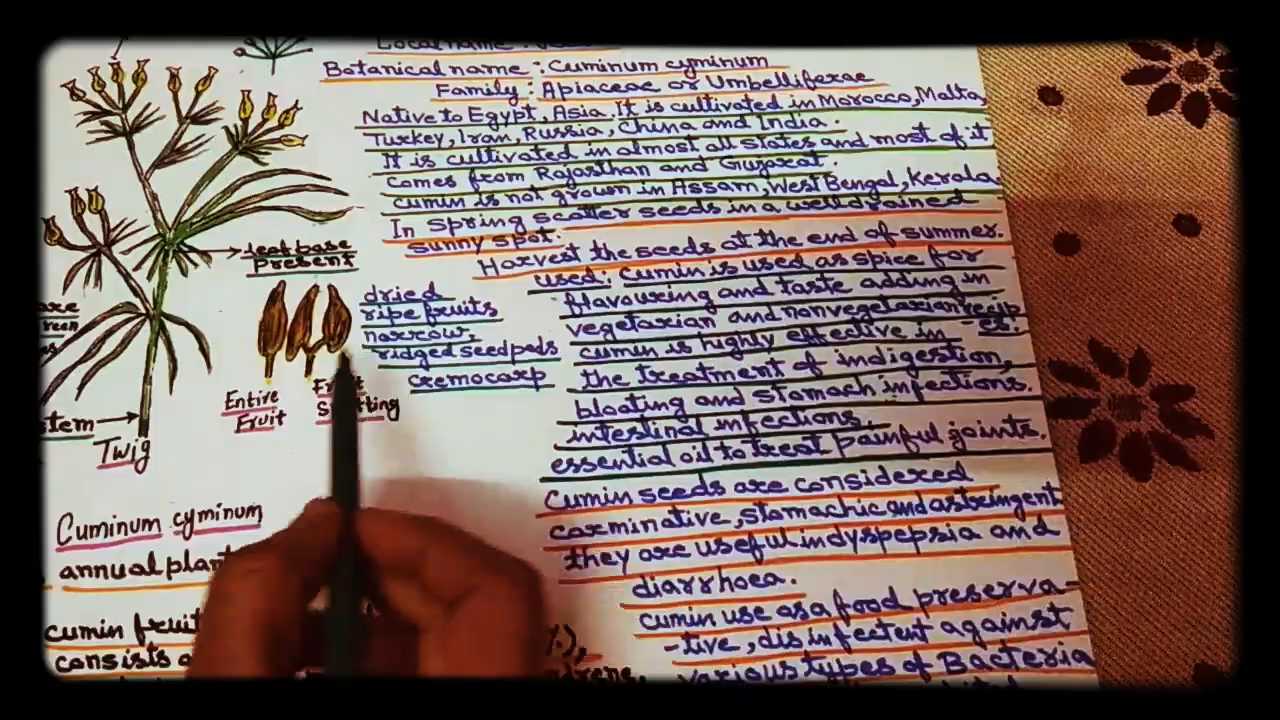 Local name :
Botanical name : Cuminum cyminum
Family : Apiaceae or Umbelliferae
Native to Egypt, Asia. It is cultivated in Morocco, Malta,
Turkey, Iran, Russia, China and India.
It is cultivated in almost all states and most of it
comes from Rajasthan and Gujarat.
cumin is not grown in Assam, West Bengal, Kerala
In spring scatter seeds in a well drained
sunny spot.
Harvest the seeds at the end of summer.
used: Cumin is used as spice for
flavouring and taste adding in
vegetarian and nonvegetarian recip
-es.
cumin is highly effective in
the treatment of indigestion,
bloating and stomach infections.
intestinal infections.
essential oil to treat painful joints.
Cumin seeds are considered
carminative, stomachic and astringent
they are useful in dyspepsia and
diarrhoea.
cumin use as a food preserva-
-tive, disinfectent against
various types of Bacteria
leaf base
present
dried
ripe fruits
narrow,
ridged seed pods
cremocarp
Entire
Fruit
stem
Twig
Cuminum cyminum
annual plant
cumin fruit
consists